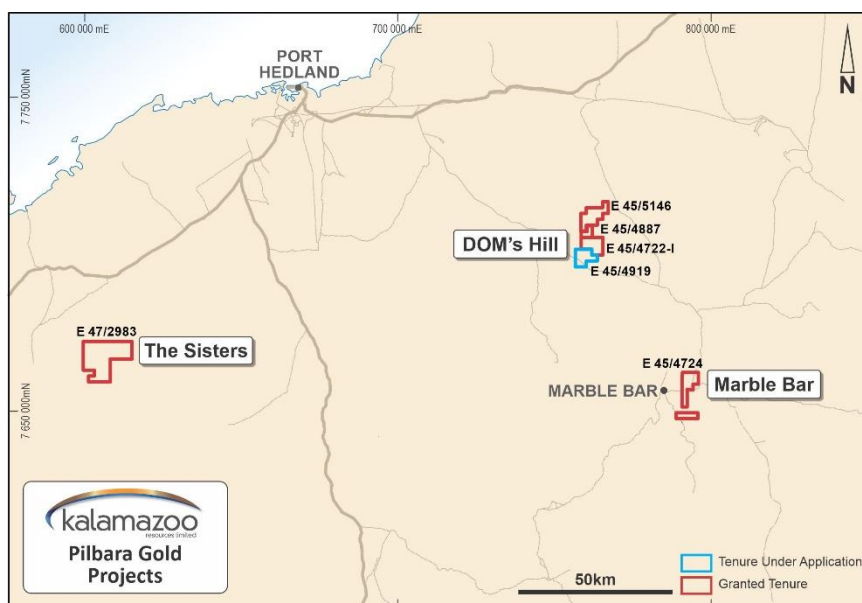 600 000 mE
700 000 mE
800 000 mE
7 750 000mN
7 650 000mN
N
PORT
HEDLAND
E 45/5146
E 45/4887
DOM's Hill
E 45/4722-I
E 45/4919
E 47/2983
The Sisters
E 45/4724
MARBLE BAR
Marble Bar
kalamazoo
resources limited
Pilbara Gold
Projects
50km
Tenure Under Application
Granted Tenure